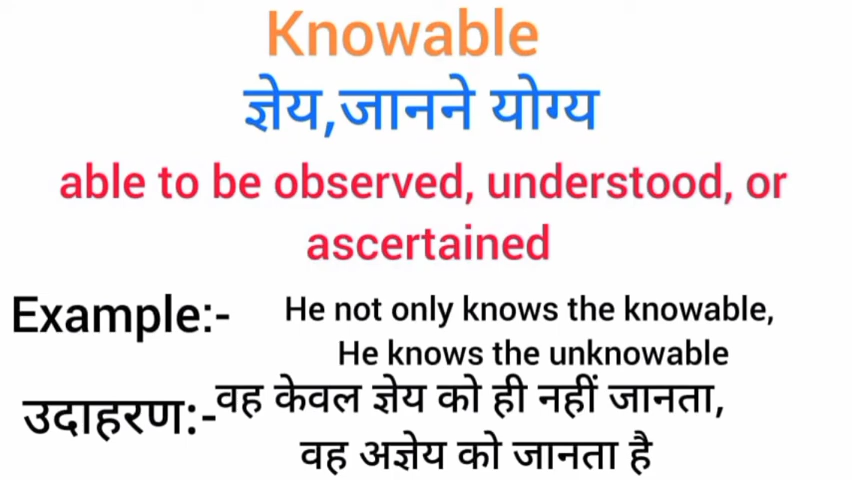 Knowable
ज्ञेय,जानने योग्य
able to be observed, understood, or
ascertained
Example:- He not only knows the knowable,
He knows the unknowable
उदाहरण:-वह केवल ज्ञेय को ही नहीं जानता,
वह अज्ञेय को जानता है